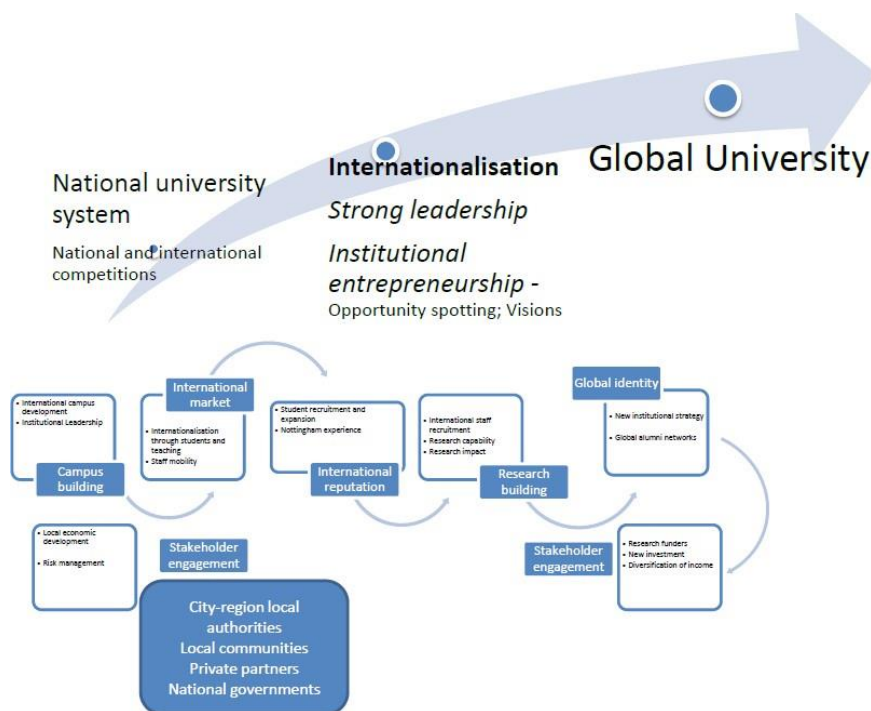 Global University
Internationalisation
Strong leadership
Institutional
entrepreneurship -
Opportunity spotting; Visions
National university
system
National and international
competitions
• International campus
development
• Institutional Leadership
Campus
building
International
market
• Internationalisation
through students and
teaching
• Staff mobility
• Student recruitment and
expansion
• Nottingham experience
International
reputation
• International staff
recruitment
• Research capability
• Research impact
Research
building
Global identity
• New institutional strategy
• Global alumni networks
• Local economic
development
• Risk management
Stakeholder
engagement
City-region local
authorities
Local communities
Private partners
National governments
Stakeholder
engagement
• Research funders
• New investment
• Diversification of income